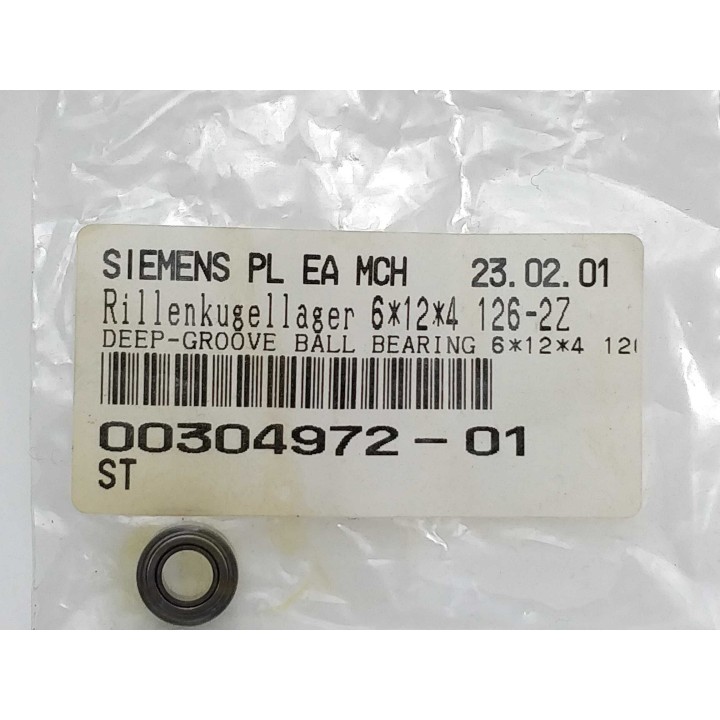 SIEMENS PL EA MCH 23.02.01
Rillenkugellager 6*12*4 126-2Z
DEEP-GROOVE BALL BEARING 6*12*4
00304972-01
ST